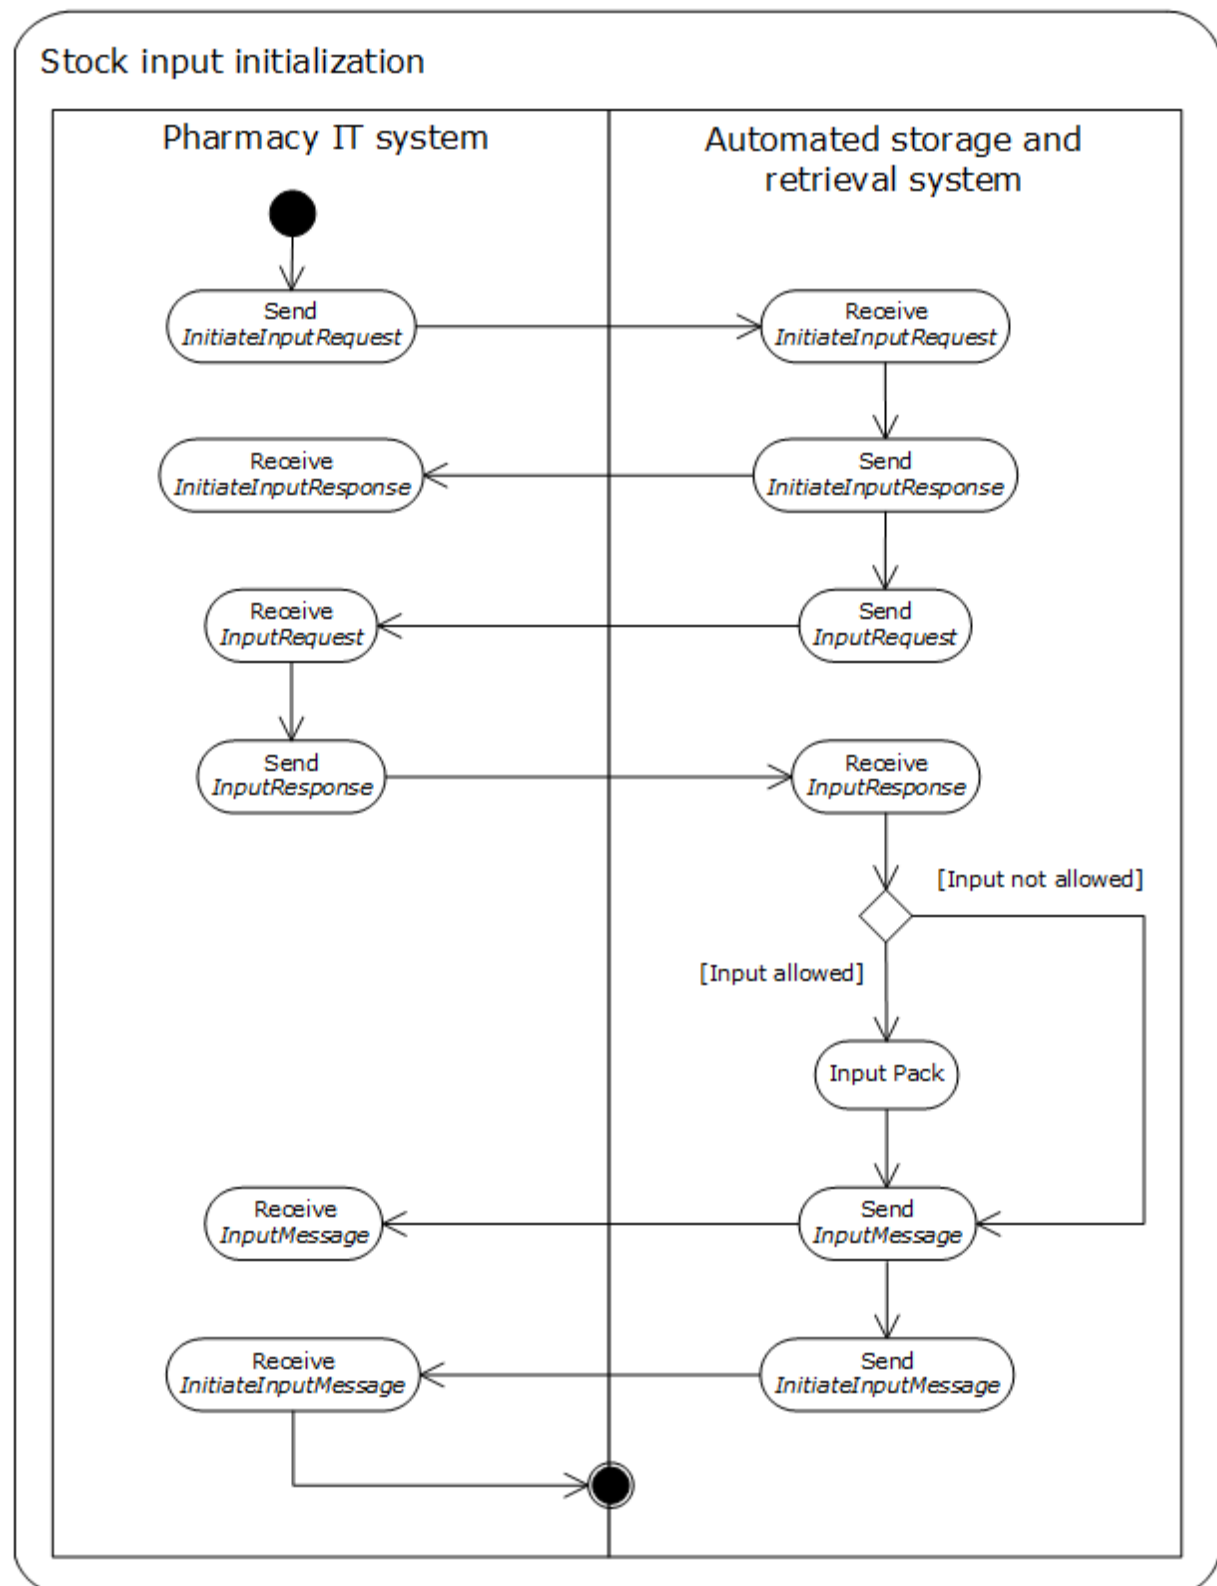 Stock input initialization
Pharmacy IT system
Automated storage and
retrieval system
Send
InitiateInputRequest
Receive
InitiateInputRequest
Receive
InitiateInputResponse
Send
InitiateInputResponse
Receive
InputRequest
Send
InputRequest
Send
InputResponse
Receive
InputResponse
[Input not allowed]
[Input allowed]
Input Pack
Receive
InputMessage
Send
InputMessage
Receive
InitiateInputMessage
Send
InitiateInputMessage